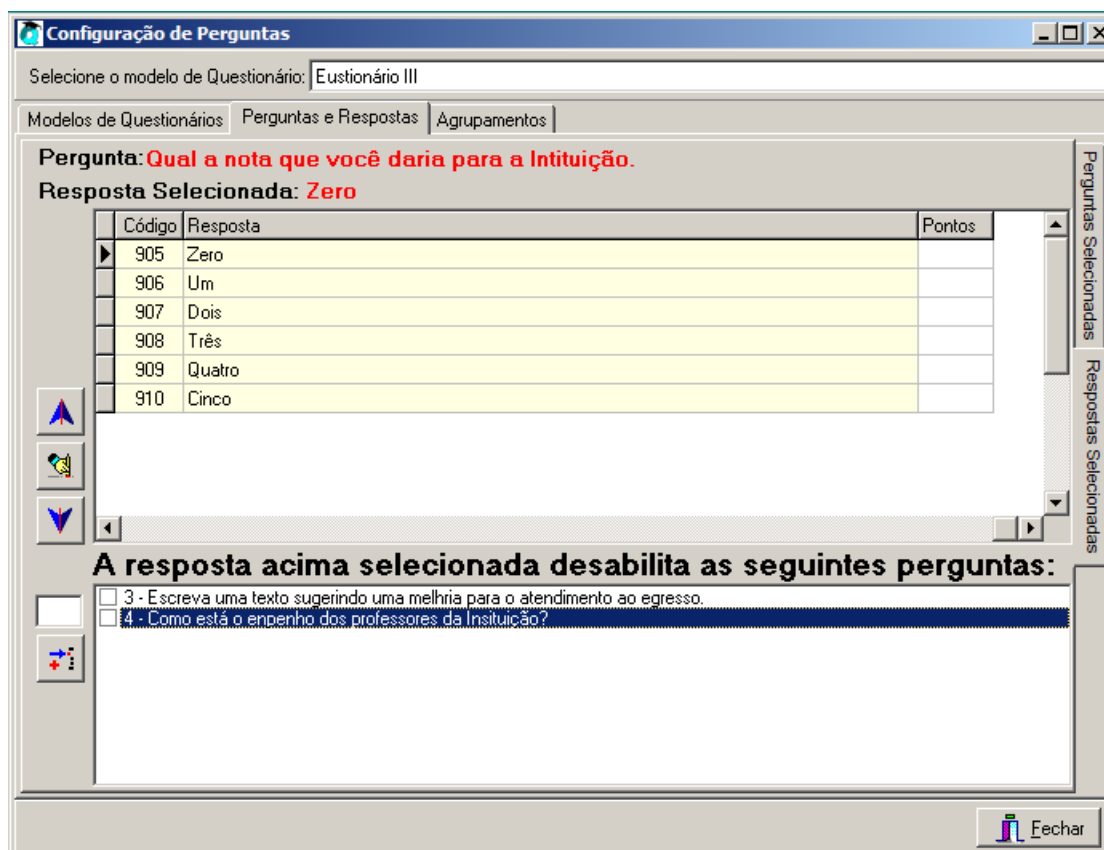 Configuração de Perguntas
Selecione o modelo de Questionário: Eustionário III
Modelos de Questionários Perguntas e Respostas Agrupamentos
Pergunta: Qual a nota que você daria para a Intituição.
Resposta Selecionada: Zero
Código Resposta Pontos
905 Zero
906 Um
907 Dois
908 Três
909 Quatro
910 Cinco
Perguntas Selecionadas
Respostas Selecionadas
A resposta acima selecionada desabilita as seguintes perguntas:
3 - Escreva uma texto sugerindo uma melhria para o atendimento ao egresso.
4 - Como está o enpenho dos professores da Insituição?
Fechar